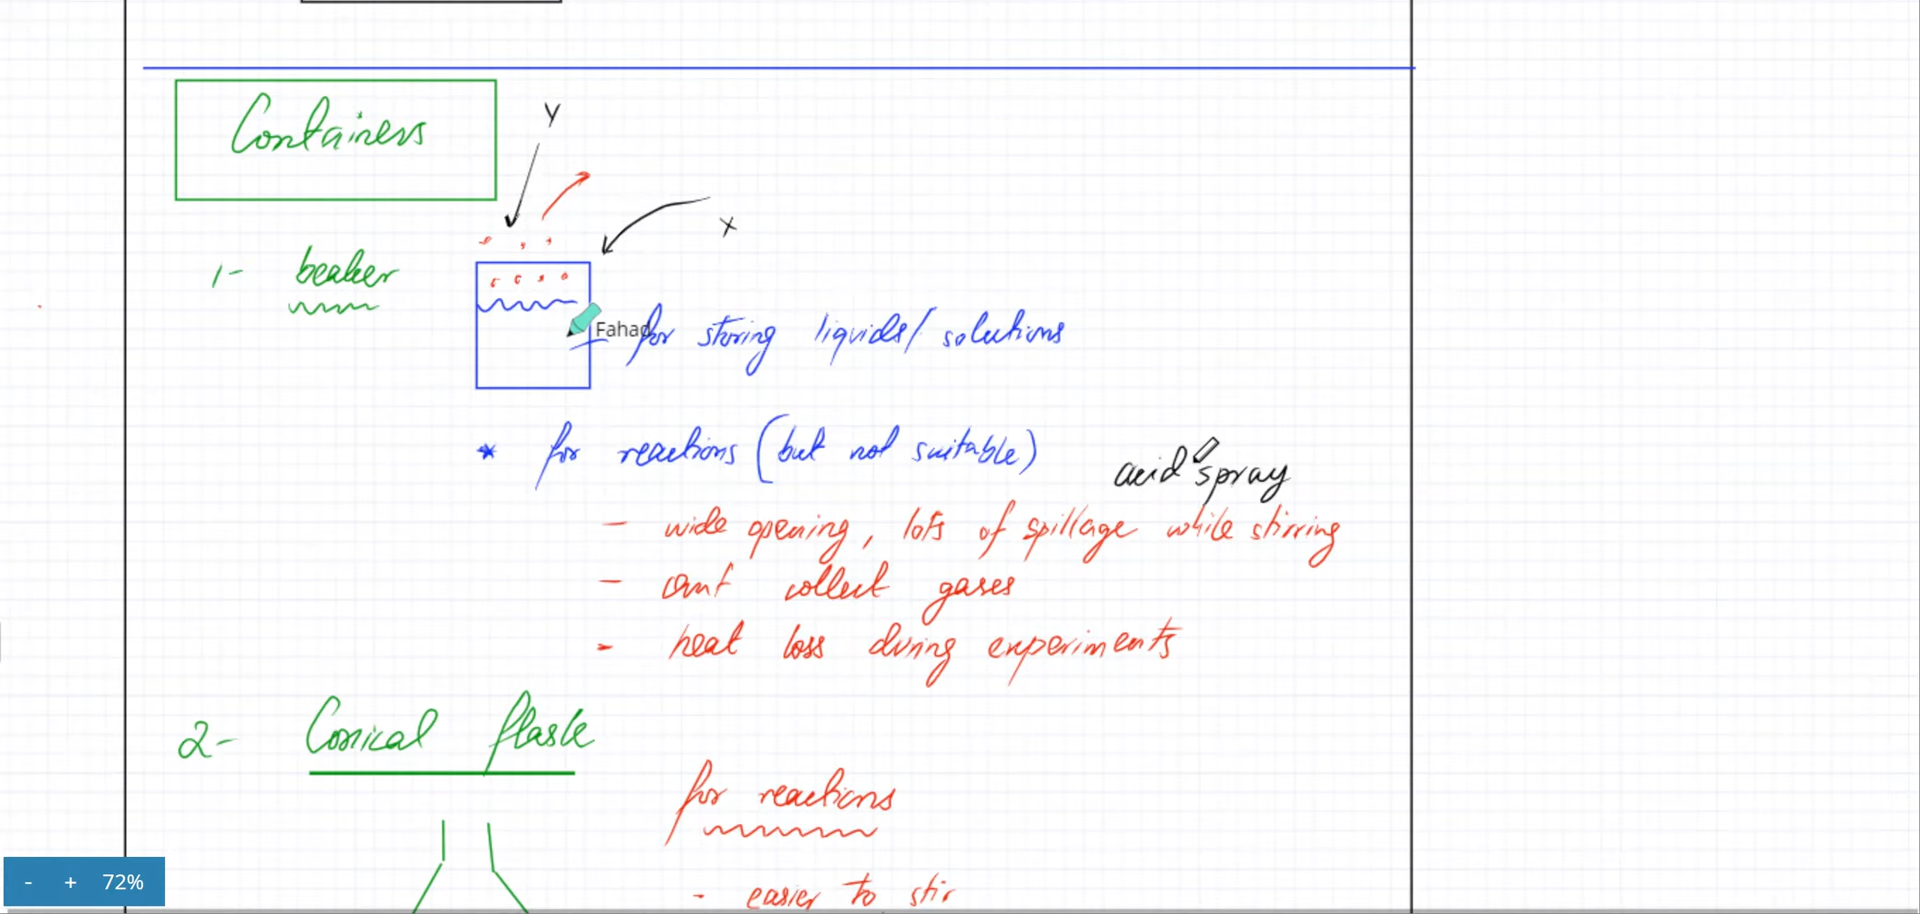 Containers
Y
X
1- beaker
Fahad
- for storing liquids/solutions
* for reactions (but not suitable)
acid spray
- wide opening, lots of spillage while stirring
- cant collect gases
- heat loss during experiments
2- Conical flask
for reactions
- easier to stir
- + 72%